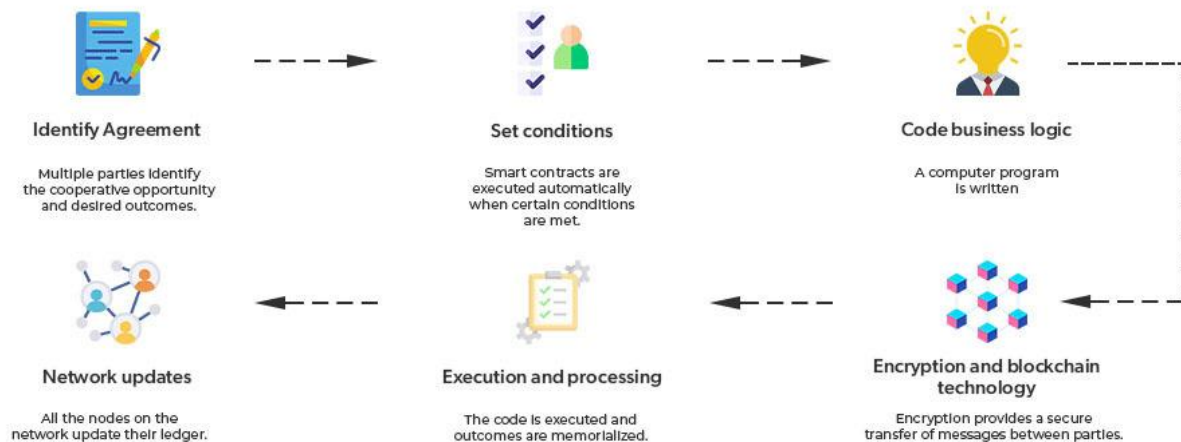 Identify Agreement
Multiple parties identify
the cooperative opportunity
and desired outcomes.
Set conditions
Smart contracts are
executed automatically
when certain conditions
are met.
Code business logic
A computer program
is written
Encryption and blockchain
technology
Encryption provides a secure
transfer of messages between parties.
Execution and processing
The code is executed and
outcomes are memorialized.
Network updates
All the nodes on the
network update their ledger.